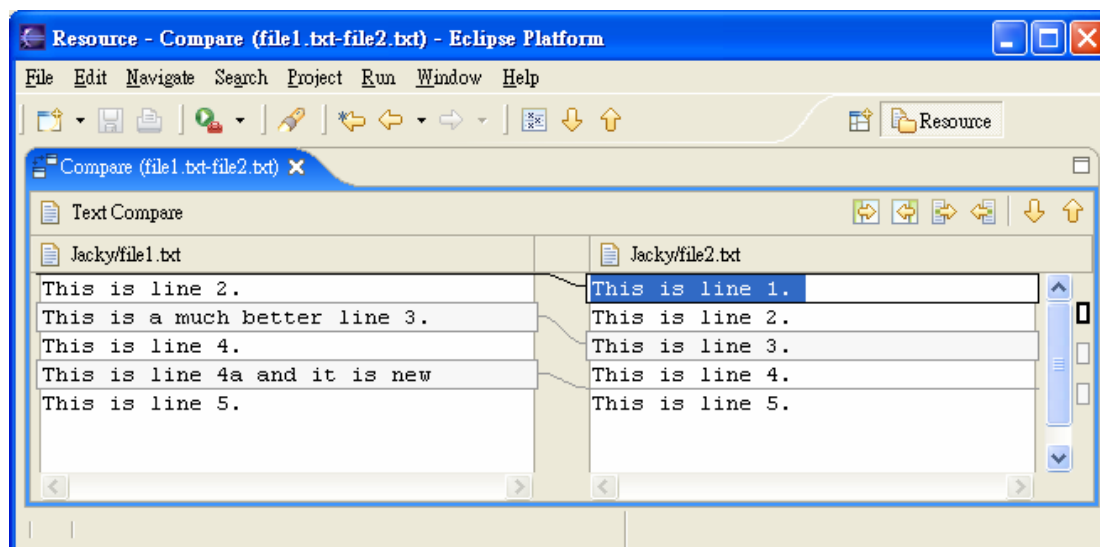 Resource - Compare (file1.txt-file2.txt) - Eclipse Platform
File Edit Navigate Search Project Run Window Help
Resource
Compare (file1.txt-file2.txt)
Text Compare
Jacky/file1.txt
Jacky/file2.txt
This is line 2.
This is a much better line 3.
This is line 4.
This is line 4a and it is new
This is line 5.
This is line 1.
This is line 2.
This is line 3.
This is line 4.
This is line 5.